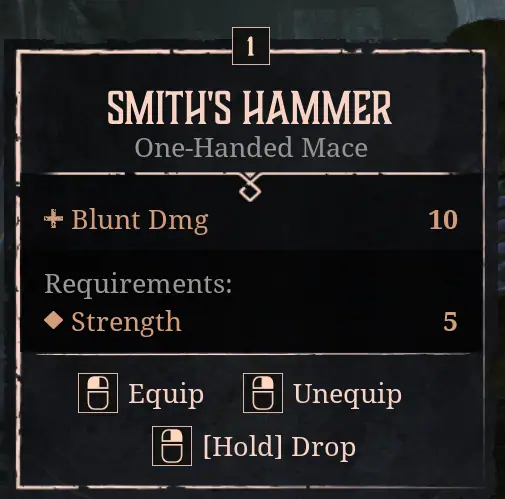 1
SMITH'S HAMMER
One-Handed Mace
Blunt Dmg 10
Requirements:
Strength 5
Equip Unequip
[Hold] Drop